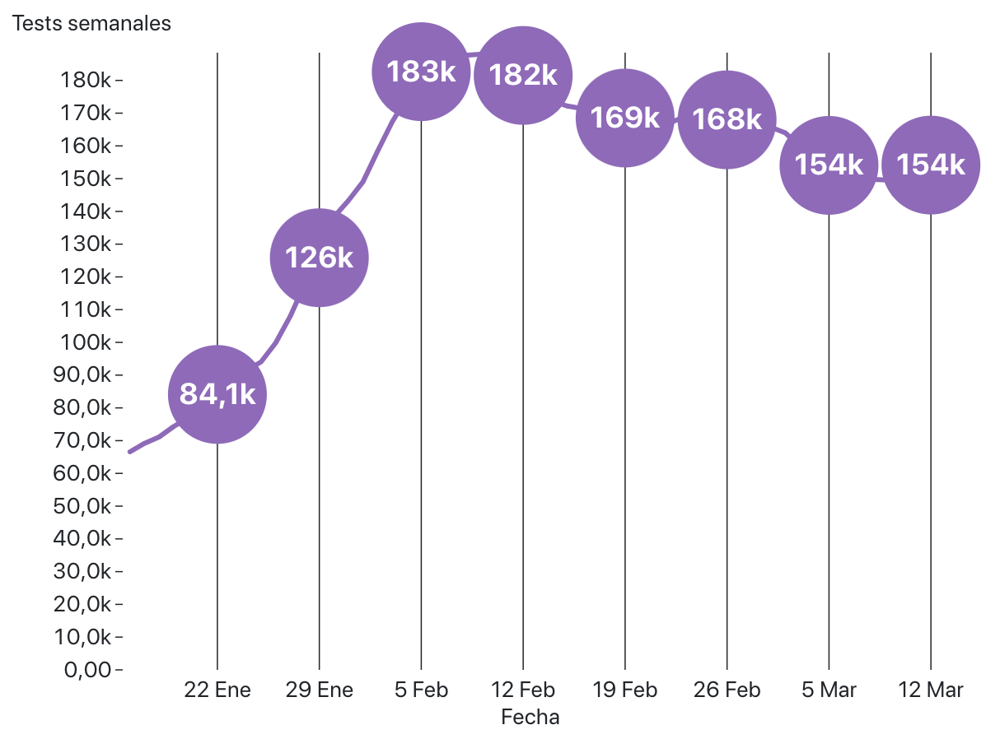 Tests semanales
180k
170k
160k
150k
140k
130k
120k
110k
100k
90,0k
80,0k
70,0k
60,0k
50,0k
40,0k
30,0k
20,0k
10,0k
0,00
84,1k
126k
183k
182k
169k
168k
154k
154k
22 Ene
29 Ene
5 Feb
12 Feb
19 Feb
26 Feb
5 Mar
12 Mar
Fecha